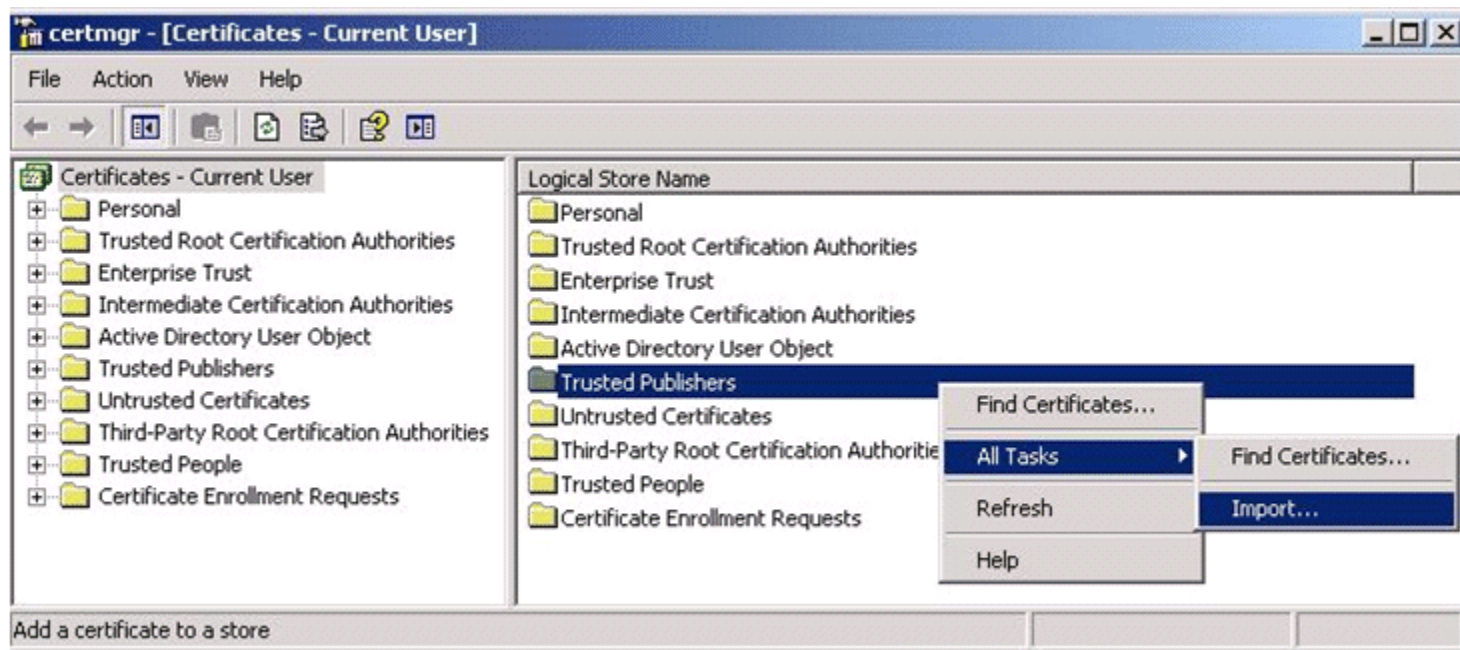 certmgr - [Certificates - Current User]
File Action View Help
Certificates - Current User
Personal
Trusted Root Certification Authorities
Enterprise Trust
Intermediate Certification Authorities
Active Directory User Object
Trusted Publishers
Untrusted Certificates
Third-Party Root Certification Authorities
Trusted People
Certificate Enrollment Requests
Logical Store Name
Personal
Trusted Root Certification Authorities
Enterprise Trust
Intermediate Certification Authorities
Active Directory User Object
Trusted Publishers
Untrusted Certificates
Third-Party Root Certification Authoritie
Trusted People
Certificate Enrollment Requests
Find Certificates...
All Tasks
Refresh
Help
Find Certificates...
Import...
Add a certificate to a store